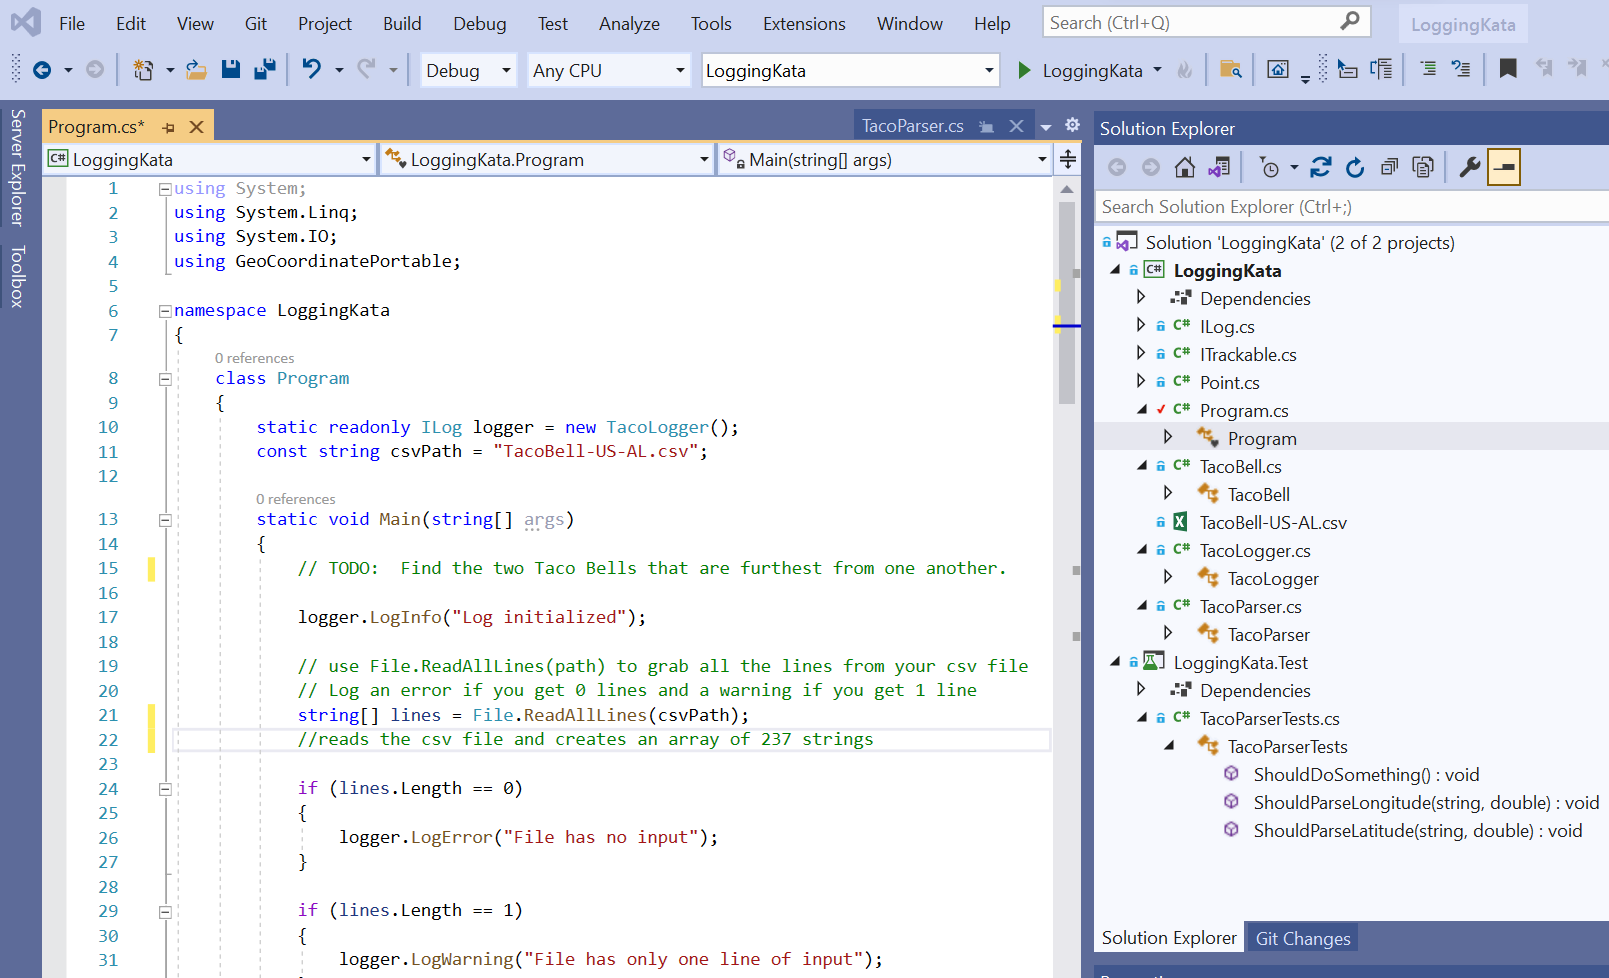 File Edit View Git Project Build Debug Test Analyze Tools Extensions Window Help Search (Ctrl+Q) LoggingKata
Debug Any CPU LoggingKata LoggingKata
Server Explorer
Toolbox
Program.cs* TacoParser.cs
C# LoggingKata LoggingKata.Program Main(string[] args)
1 using System;
2 using System.Linq;
3 using System.IO;
4 using GeoCoordinatePortable;
5
6 namespace LoggingKata
7 {
0 references
8 class Program
9 {
10 static readonly ILog logger = new TacoLogger();
11 const string csvPath = "TacoBell-US-AL.csv";
12
0 references
13 static void Main(string[] args)
14 {
15 // TODO:  Find the two Taco Bells that are furthest from one another.
16
17 logger.LogInfo("Log initialized");
18
19 // use File.ReadAllLines(path) to grab all the lines from your csv file
20 // Log an error if you get 0 lines and a warning if you get 1 line
21 string[] lines = File.ReadAllLines(csvPath);
22 //reads the csv file and creates an array of 237 strings
23
24 if (lines.Length == 0)
25 {
26 logger.LogError("File has no input");
27 }
28
29 if (lines.Length == 1)
30 {
31 logger.LogWarning("File has only one line of input");
Solution Explorer
Search Solution Explorer (Ctrl+;)
Solution 'LoggingKata' (2 of 2 projects)
C# LoggingKata
Dependencies
C# ILog.cs
C# ITrackable.cs
C# Point.cs
C# Program.cs
Program
C# TacoBell.cs
TacoBell
TacoBell-US-AL.csv
C# TacoLogger.cs
TacoLogger
C# TacoParser.cs
TacoParser
LoggingKata.Test
Dependencies
C# TacoParserTests.cs
TacoParserTests
ShouldDoSomething() : void
ShouldParseLongitude(string, double) : void
ShouldParseLatitude(string, double) : void
Solution Explorer Git Changes